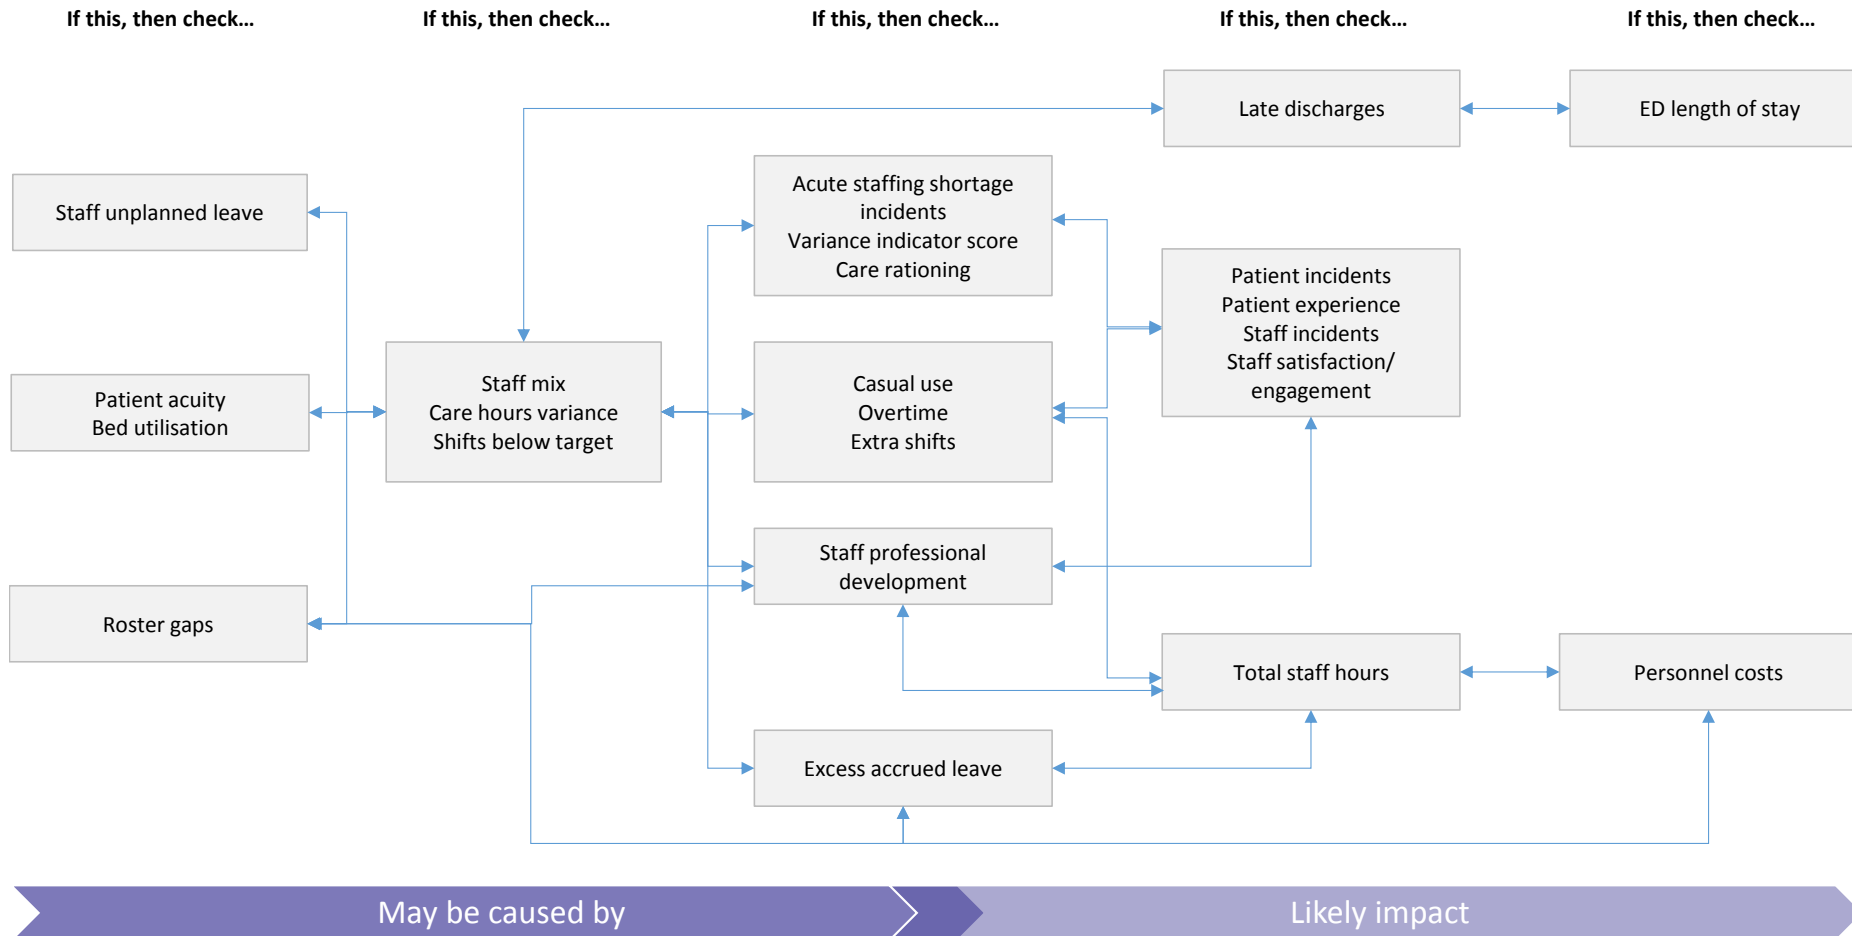 If this, then check…
If this, then check…
If this, then check…
If this, then check…
If this, then check…
Late discharges
ED length of stay
Staff unplanned leave
Acute staffing shortage
incidents
Variance indicator score
Care rationing
Patient incidents
Patient experience
Staff incidents
Staff satisfaction/
engagement
Patient acuity
Bed utilisation
Staff mix
Care hours variance
Shifts below target
Casual use
Overtime
Extra shifts
Staff professional
development
Roster gaps
Total staff hours
Personnel costs
Excess accrued leave
May be caused by
Likely impact